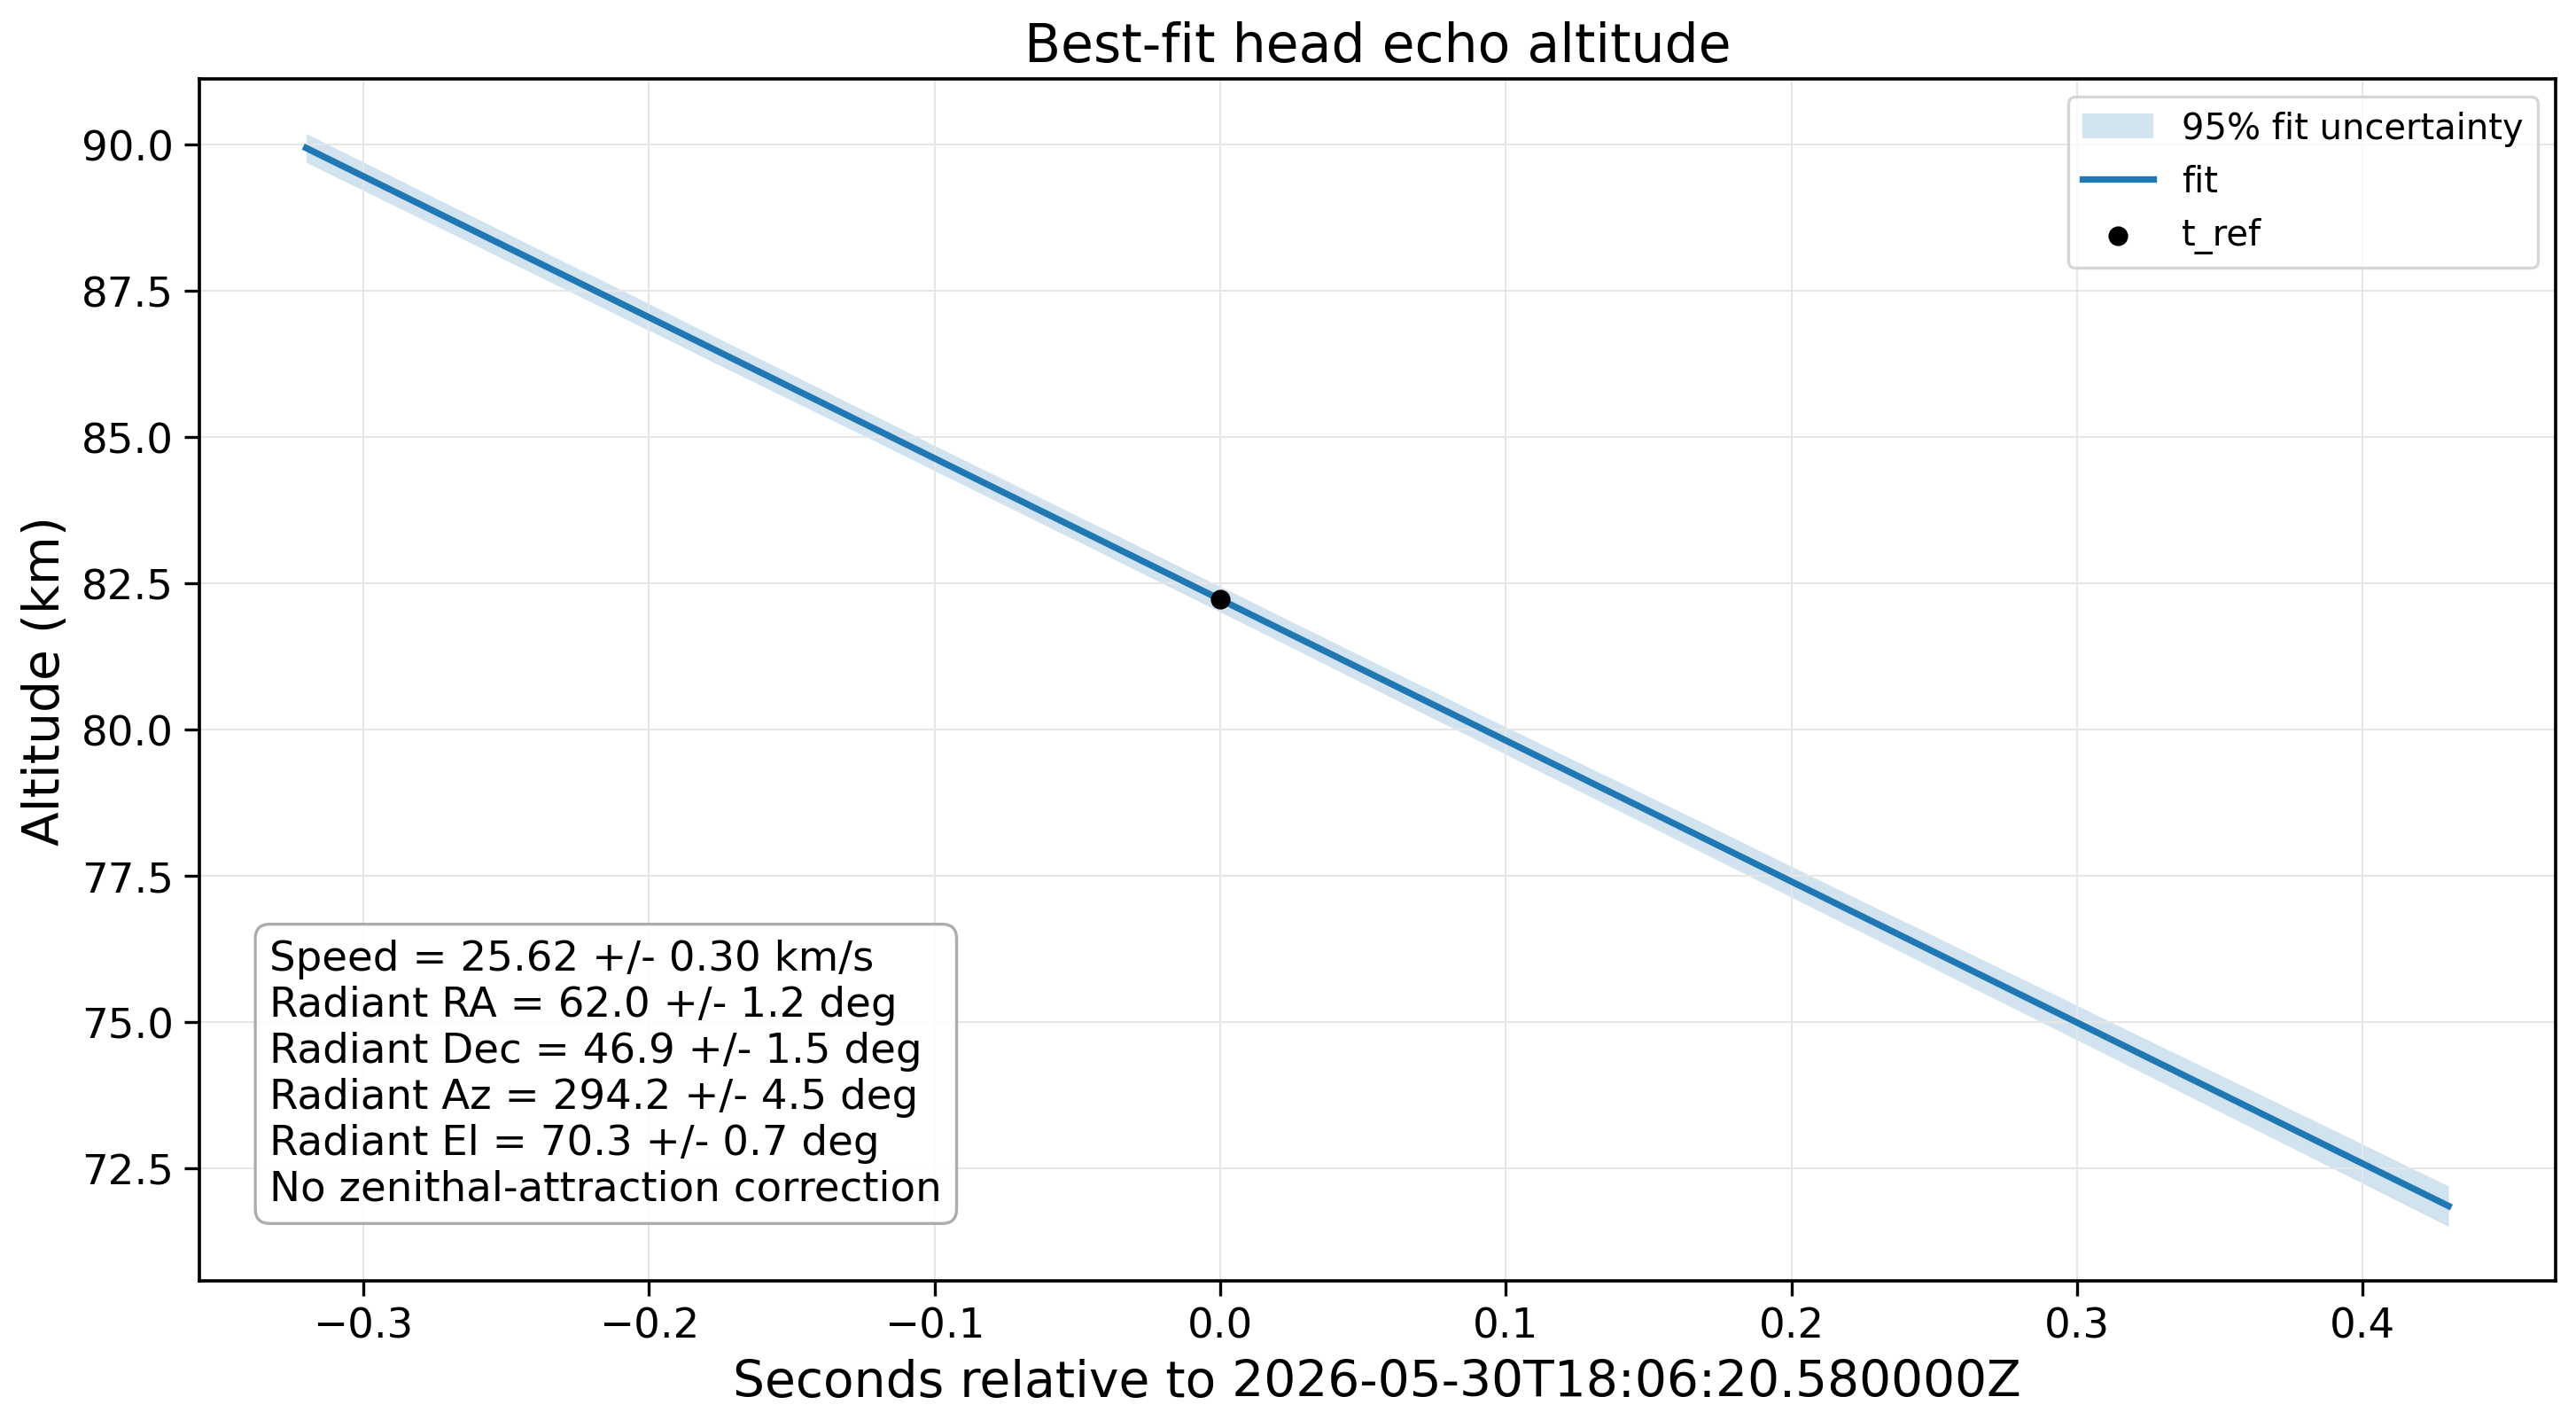 Best-fit head echo altitude
95% fit uncertainty
fit
t_ref
Altitude (km)
90.0
87.5
85.0
82.5
80.0
77.5
75.0
72.5
Speed = 25.62 +/- 0.30 km/s
Radiant RA = 62.0 +/- 1.2 deg
Radiant Dec = 46.9 +/- 1.5 deg
Radiant Az = 294.2 +/- 4.5 deg
Radiant El = 70.3 +/- 0.7 deg
No zenithal-attraction correction
−0.3 −0.2 −0.1 0.0 0.1 0.2 0.3 0.4
Seconds relative to 2026-05-30T18:06:20.580000Z